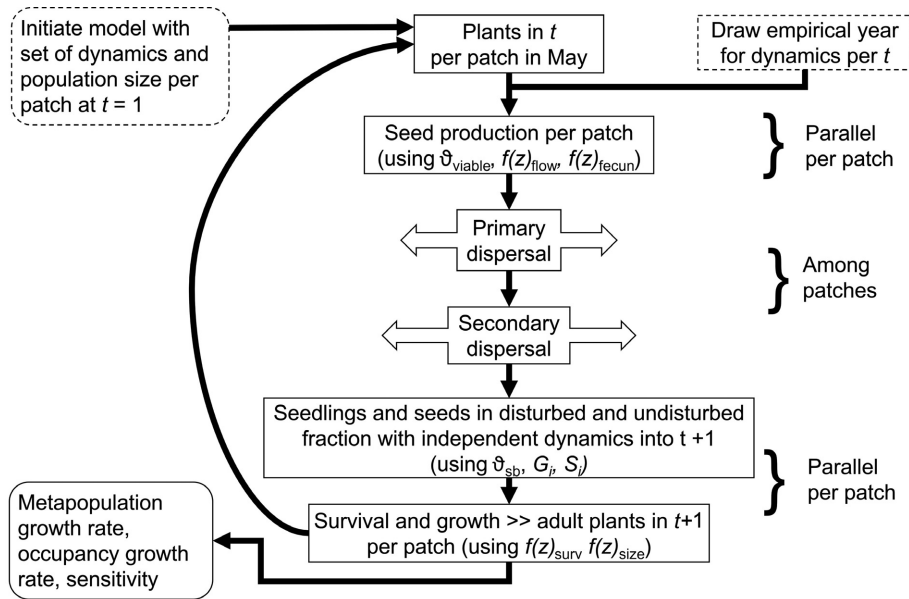 Initiate model with
set of dynamics and
population size per
patch at t = 1
Plants in t
per patch in May
Draw empirical year
for dynamics per t
Seed production per patch
(using ϑviable, f(z)flow, f(z)fecun)
Parallel
per patch
Primary
dispersal
Among
patches
Secondary
dispersal
Seedlings and seeds in disturbed and undisturbed
fraction with independent dynamics into t +1
(using ϑsb, Gi, Si)
Parallel
per patch
Survival and growth >> adult plants in t+1
per patch (using f(z)surv f(z)size)
Metapopulation
growth rate,
occupancy growth
rate, sensitivity